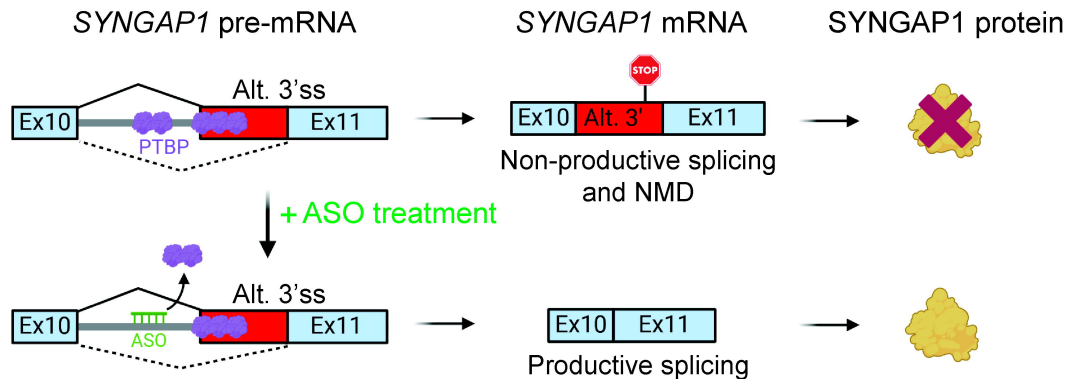 SYNGAP1 pre-mRNA
SYNGAP1 mRNA
SYNGAP1 protein
Alt. 3'ss
Ex10
PTBP
Ex11
STOP
Ex10
Alt. 3'
Ex11
Non-productive splicing
and NMD
+ ASO treatment
Alt. 3'ss
Ex10
ASO
Ex11
Ex10
Ex11
Productive splicing